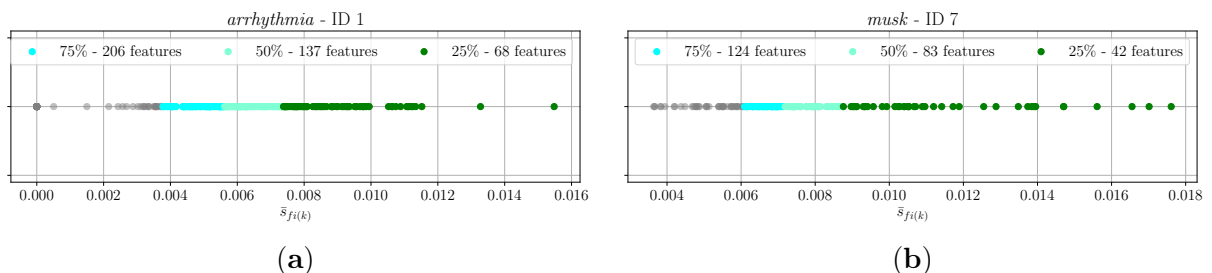 arrhythmia - ID 1
75% - 206 features 50% - 137 features 25% - 68 features
0.000 0.002 0.004 0.006 0.008 0.010 0.012 0.014 0.016
s̄fi(k)
(a)
musk - ID 7
75% - 124 features 50% - 83 features 25% - 42 features
0.004 0.006 0.008 0.010 0.012 0.014 0.016 0.018
s̄fi(k)
(b)